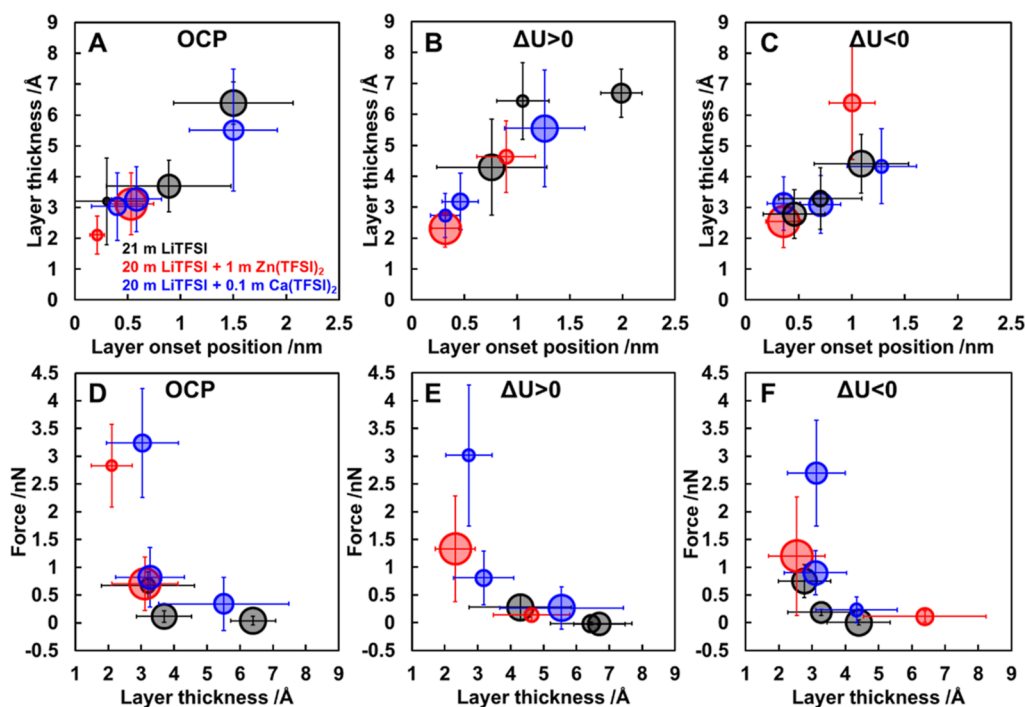 A OCP
B ΔU>0
C ΔU<0
Layer thickness /Å
9
8
7
6
5
4
3
2
1
0
21 m LiTFSI
20 m LiTFSI + 1 m Zn(TFSI)₂
20 m LiTFSI + 0.1 m Ca(TFSI)₂
0 0.5 1 1.5 2 2.5
Layer onset position /nm
Layer thickness /Å
9
8
7
6
5
4
3
2
1
0
0 0.5 1 1.5 2 2.5
Layer onset position /nm
Layer thickness /Å
9
8
7
6
5
4
3
2
1
0
0 0.5 1 1.5 2 2.5
Layer onset position /nm
D OCP
E ΔU>0
F ΔU<0
Force /nN
4.5
4
3.5
3
2.5
2
1.5
1
0.5
0
-0.5
1 2 3 4 5 6 7 8 9
Layer thickness /Å
Force /nN
4.5
4
3.5
3
2.5
2
1.5
1
0.5
0
-0.5
1 2 3 4 5 6 7 8 9
Layer thickness /Å
Force /nN
4.5
4
3.5
3
2.5
2
1.5
1
0.5
0
-0.5
1 2 3 4 5 6 7 8 9
Layer thickness /Å